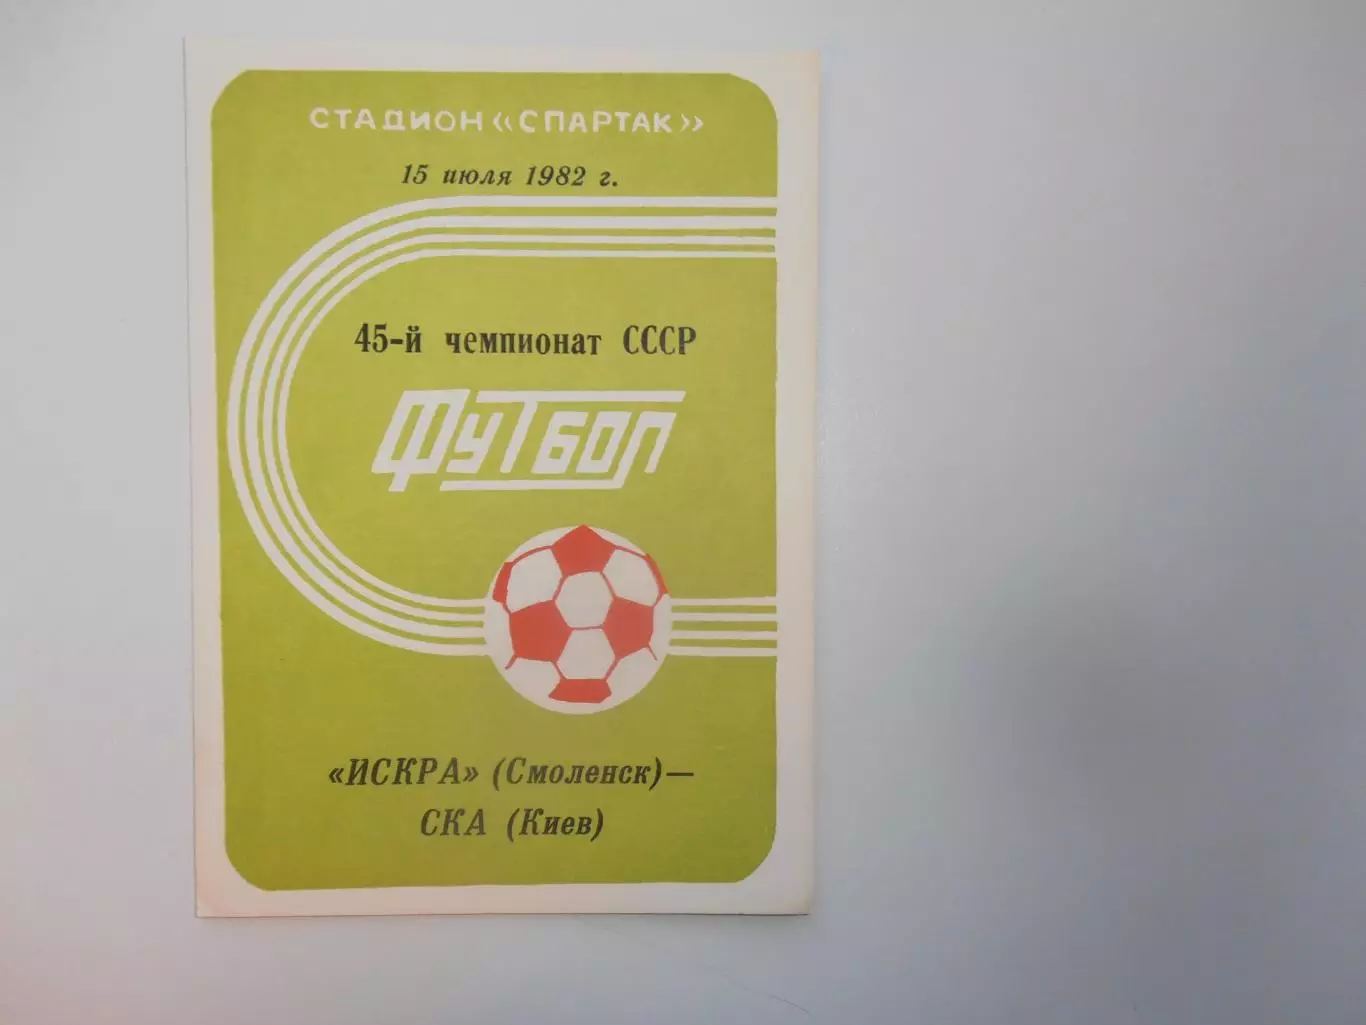 СТАДИОН «СПАРТАК»
15 июля 1982 г.
45-й чемпионат СССР
ФУТБОЛ
«ИСКРА» (Смоленск)—
СКА (Киев)